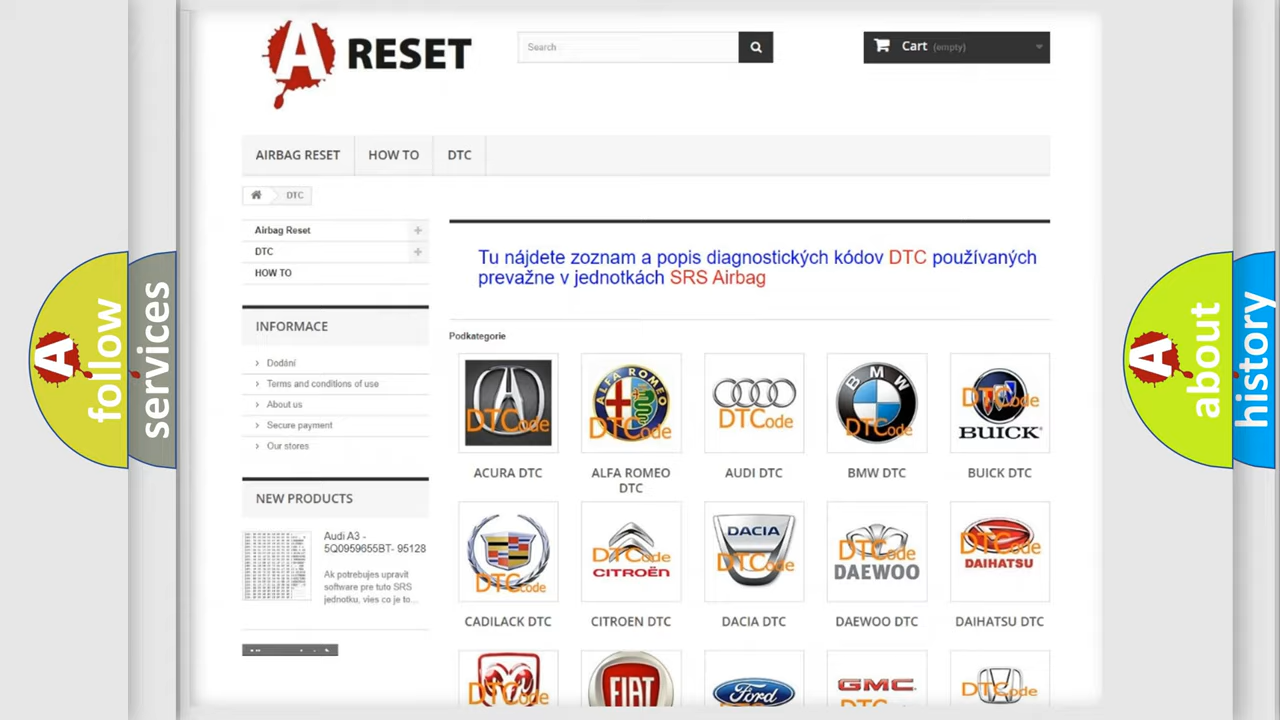 A RESET
Search
Cart (empty)
AIRBAG RESET
HOW TO
DTC
DTC
Airbag Reset
DTC
HOW TO
INFORMACE
Dodání
Terms and conditions of use
About us
Secure payment
Our stores
NEW PRODUCTS
Audi A3 -
5Q0959655BT- 95128
Ak potrebujes upravit
software pre tuto SRS
jednotku, vies co je to...
Tu nájdete zoznam a popis diagnostických kódov DTC používaných
prevažne v jednotkách SRS Airbag
Podkategorie
DTCode
ACURA DTC
ALFA ROMEO
DTCode
ALFA ROMEO
DTC
DTCode
AUDI DTC
BMW
DTCode
BMW DTC
DTCode
BUICK
BUICK DTC
DTCode
CADILACK DTC
DTCode
CITROËN
CITROEN DTC
DACIA
DTCode
DACIA DTC
DTCode
DAEWOO
DAEWOO DTC
DTCode
DAIHATSU
DAIHATSU DTC
DTCode
FIAT
Ford
GMC
DTCode
A follow
services
A about
history